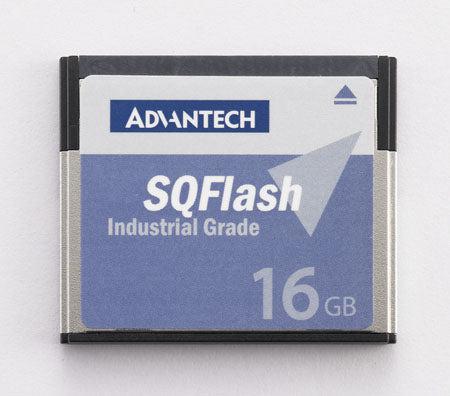 ADVANTECH
SQFlash
Industrial Grade
16 GB